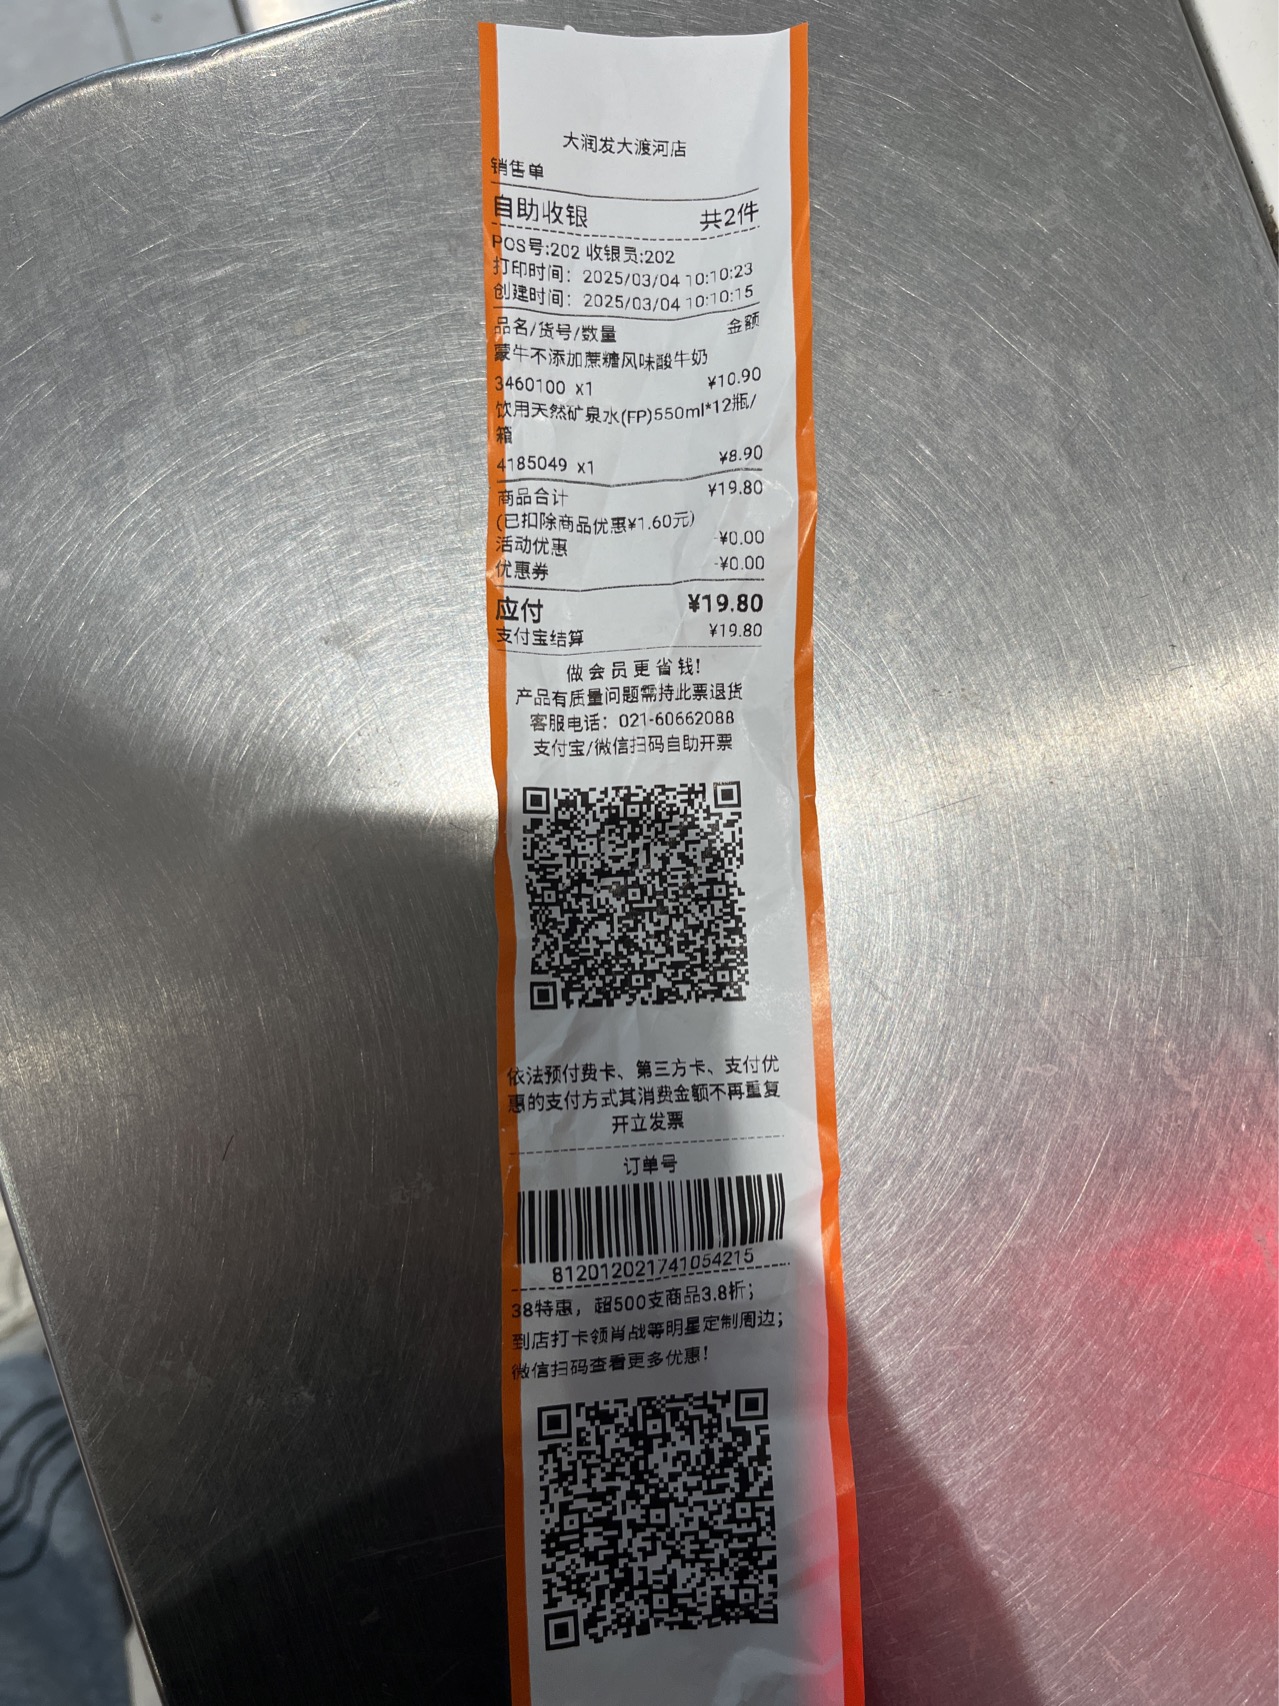 大润发大渡河店
销售单
自助收银 共2件
POS号:202 收银员:202
打印时间：2025/03/04 10:10:23
创建时间：2025/03/04 10:10:15
品名/货号/数量 金额
蒙牛不添加蔗糖风味酸牛奶
3460100 x1 ¥10.90
饮用天然矿泉水(FP)550ml*12瓶/
箱
4185049 x1 ¥8.90
商品合计 ¥19.80
(已扣除商品优惠¥1.60元)
活动优惠 -¥0.00
优惠券 -¥0.00
应付 ¥19.80
支付宝结算 ¥19.80
做会员更省钱!
产品有质量问题需持此票退货
客服电话：021-60662088
支付宝/微信扫码自助开票
依法预付费卡、第三方卡、支付优
惠的支付方式其消费金额不再重复
开立发票
订单号
812012021741054215
38特惠，超500支商品3.8折；
到店打卡领肖战等明星定制周边；
微信扫码查看更多优惠!